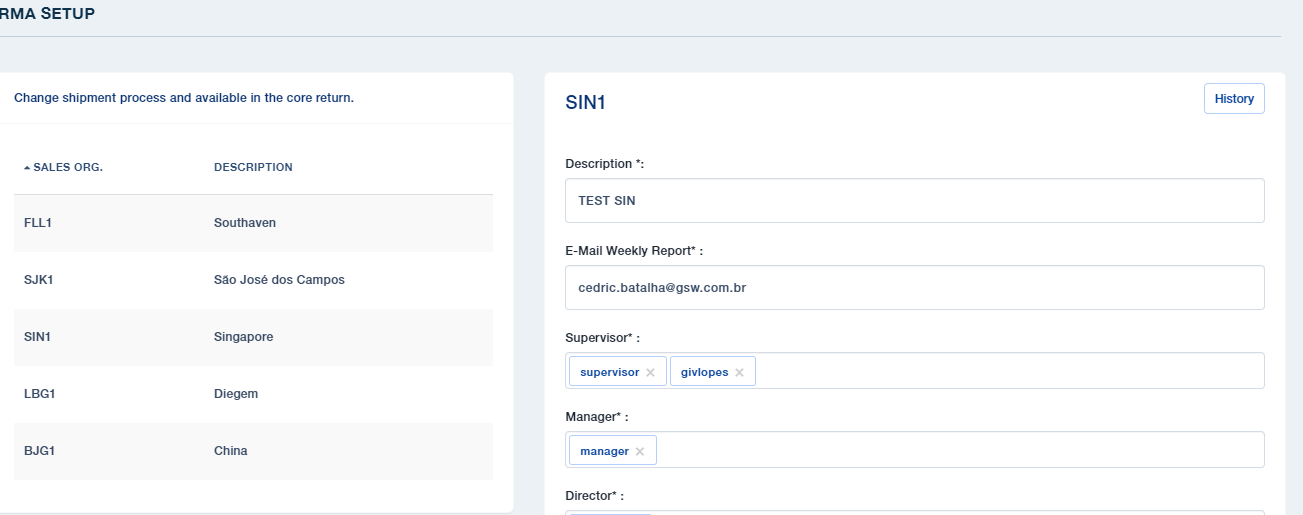 RMA SETUP
Change shipment process and available in the core return.
SALES ORG. DESCRIPTION
FLL1 Southaven
SJK1 São José dos Campos
SIN1 Singapore
LBG1 Diegem
BJG1 China
SIN1
History
Description *:
TEST SIN
E-Mail Weekly Report* :
cedric.batalha@gsw.com.br
Supervisor* :
supervisor × givlopes ×
Manager* :
manager ×
Director* :